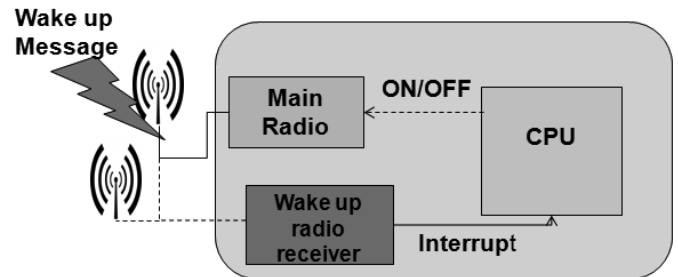 Wake up
Message
Main
Radio
ON/OFF
CPU
Wake up
radio
receiver
Interrupt